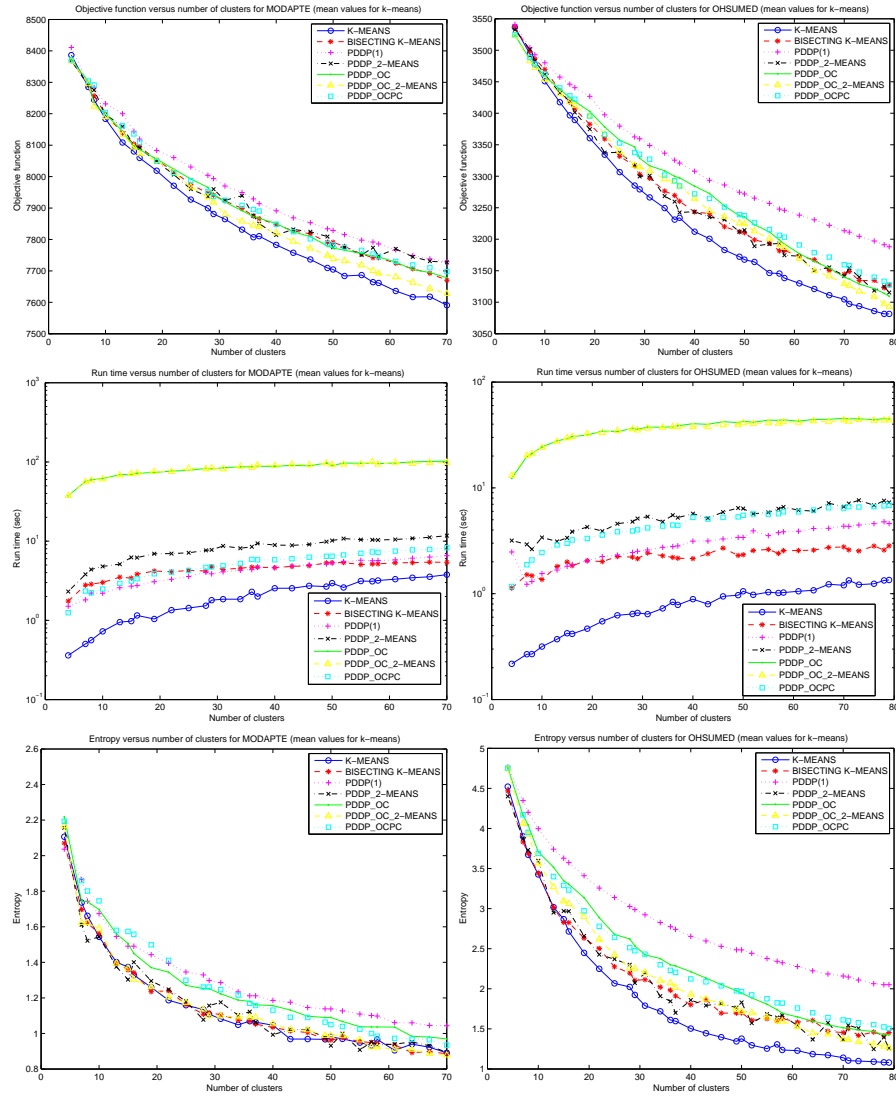 Objective function versus number of clusters for MODAPTE (mean values for k−means)
8500
8400
8300
8200
8100
8000
7900
7800
7700
7600
7500
Objective function
0 10 20 30 40 50 60 70
Number of clusters
K−MEANS
BISECTING K−MEANS
PDDP(1)
PDDP_2−MEANS
PDDP_OC
PDDP_OC_2−MEANS
PDDP_OCPC
Objective function versus number of clusters for OHSUMED (mean values for k−means)
3550
3500
3450
3400
3350
3300
3250
3200
3150
3100
3050
Objective function
0 10 20 30 40 50 60 70 80
Number of clusters
K−MEANS
BISECTING K−MEANS
PDDP(1)
PDDP_2−MEANS
PDDP_OC
PDDP_OC_2−MEANS
PDDP_OCPC
Run time versus number of clusters for MODAPTE (mean values for k−means)
10^3
10^2
10^1
10^0
10^−1
Run time (sec)
0 10 20 30 40 50 60 70
Number of clusters
K−MEANS
BISECTING K−MEANS
PDDP(1)
PDDP_2−MEANS
PDDP_OC
PDDP_OC_2−MEANS
PDDP_OCPC
Run time versus number of clusters for OHSUMED (mean values for k−means)
10^2
10^1
10^0
10^−1
Run time (sec)
0 10 20 30 40 50 60 70 80
Number of clusters
K−MEANS
BISECTING K−MEANS
PDDP(1)
PDDP_2−MEANS
PDDP_OC
PDDP_OC_2−MEANS
PDDP_OCPC
Entropy versus number of clusters for MODAPTE (mean values for k−means)
2.6
2.4
2.2
2
1.8
1.6
1.4
1.2
1
0.8
Entropy
0 10 20 30 40 50 60 70
Number of clusters
K−MEANS
BISECTING K−MEANS
PDDP(1)
PDDP_2−MEANS
PDDP_OC
PDDP_OC_2−MEANS
PDDP_OCPC
Entropy versus number of clusters for OHSUMED (mean values for k−means)
5
4.5
4
3.5
3
2.5
2
1.5
1
Entropy
0 10 20 30 40 50 60 70 80
Number of clusters
K−MEANS
BISECTING K−MEANS
PDDP(1)
PDDP_2−MEANS
PDDP_OC
PDDP_OC_2−MEANS
PDDP_OCPC